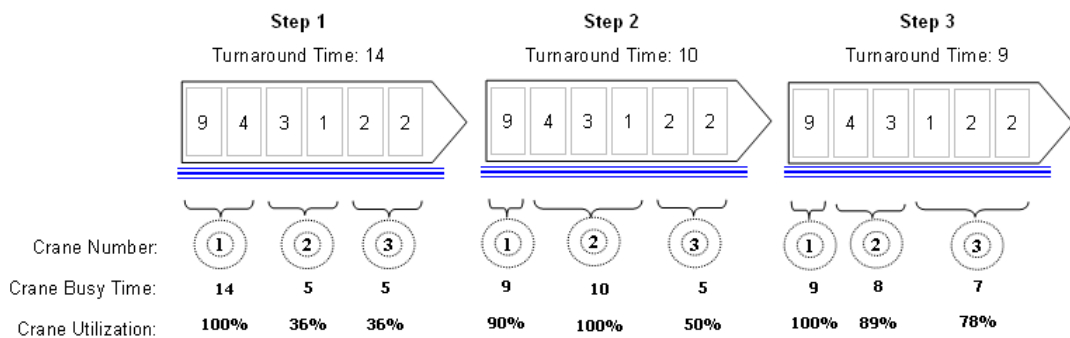 Step 1 Step 2 Step 3
Turnaround Time: 14 Turnaround Time: 10 Turnaround Time: 9
9 4 3 1 2 2 9 4 3 1 2 2 9 4 3 1 2 2
Crane Number: 1 2 3 1 2 3 1 2 3
Crane Busy Time: 14 5 5 9 10 5 9 8 7
Crane Utilization: 100% 36% 36% 90% 100% 50% 100% 89% 78%